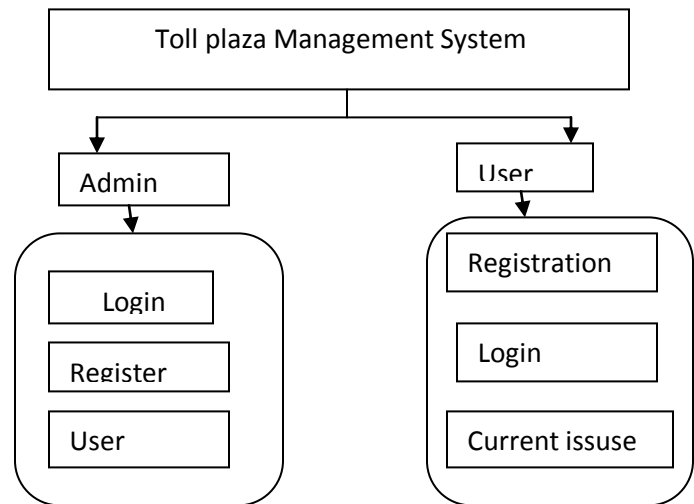 Toll plaza Management System
Admin
User
Login
Register
User
Registration
Login
Current issuse